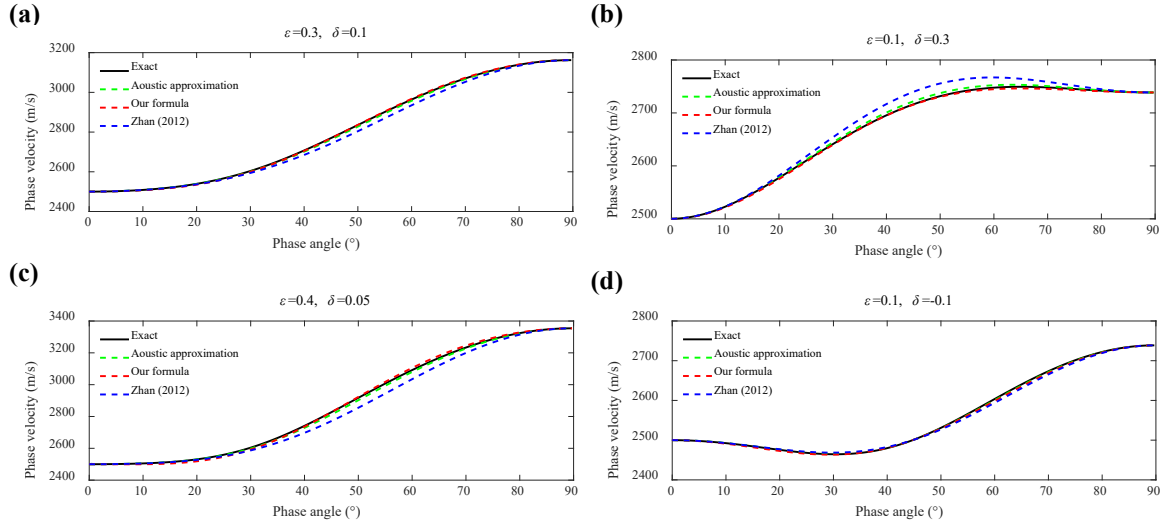 (a)
ε=0.3, δ=0.1
3200
3000
2800
2600
2400
Phase velocity (m/s)
Exact
Aoustic approximation
Our formula
Zhan (2012)
0 10 20 30 40 50 60 70 80 90
Phase angle (°)
(b)
ε=0.1, δ=0.3
2800
2700
2600
2500
Phase velocity (m/s)
Exact
Aoustic approximation
Our formula
Zhan (2012)
0 10 20 30 40 50 60 70 80 90
Phase angle (°)
(c)
ε=0.4, δ=0.05
3400
3200
3000
2800
2600
2400
Phase velocity (m/s)
Exact
Aoustic approximation
Our formula
Zhan (2012)
0 10 20 30 40 50 60 70 80 90
Phase angle (°)
(d)
ε=0.1, δ=-0.1
2800
2700
2600
2500
2400
Phase velocity (m/s)
Exact
Aoustic approximation
Our formula
Zhan (2012)
0 10 20 30 40 50 60 70 80 90
Phase angle (°)